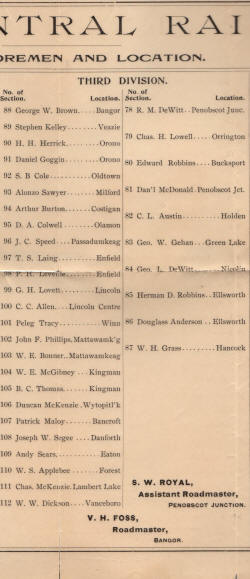 NTRAL RAI
OREMEN AND LOCATION.
THIRD DIVISION.
No. of Section. Location.
88 George W. Brown....Bangor
89 Stephen Kelley......Veazie
90 H. H. Herrick.......Orono
91 Daniel Goggin......Orono
92 S. B Cole.........Oldtown
93 Alonzo Sawyer.....Milford
94 Arthur Burton....Costigan
95 D. A. Colwell.....Olamon
96 J. C. Speed...Passadumkeag
97 T. S. Laing.......Enfield
98 F. H. Levesue....Enfield
99 G. H. Lovett......Lincoln
100 C. C. Allen....Lincoln Centre
101 Peleg Tracy.........Winn
102 John F. Phillips, Mattawamk'g
103 W. E. Bonner..Mattawamkeag
104 W. E. McGibney...Kingman
105 B. C. Thomas.....Kingman
106 Duncan McKenzie.Wytopitl'k
107 Patrick Maloy.....Bancroft
108 Joseph W. Segee...Danforth
109 Andy Sears..........Eaton
110 W. S. Applebee.....Forest
111 Chas. McKenzie.Lambert Lake
112 W. W. Dickson....Vanceboro
No. of Section. Location.
78 R. M. DeWitt..Penobscot Junc.
79 Chas. H. Lowell....Orrington
80 Edward Robbins....Bucksport
81 Dan'l McDonald Penobscot Jct.
82 C. L. Austin.......Holden
83 Geo. W. Gehan...Green Lake
84 Geo. L. DeWitt.....Nicolin
85 Herman D. Robbins..Ellsworth
86 Douglass Anderson..Ellsworth
87 W. H. Grass.......Hancock
S. W. ROYAL,
Assistant Roadmaster,
PENOBSCOT JUNCTION.
V. H. FOSS,
Roadmaster,
BANGOR.